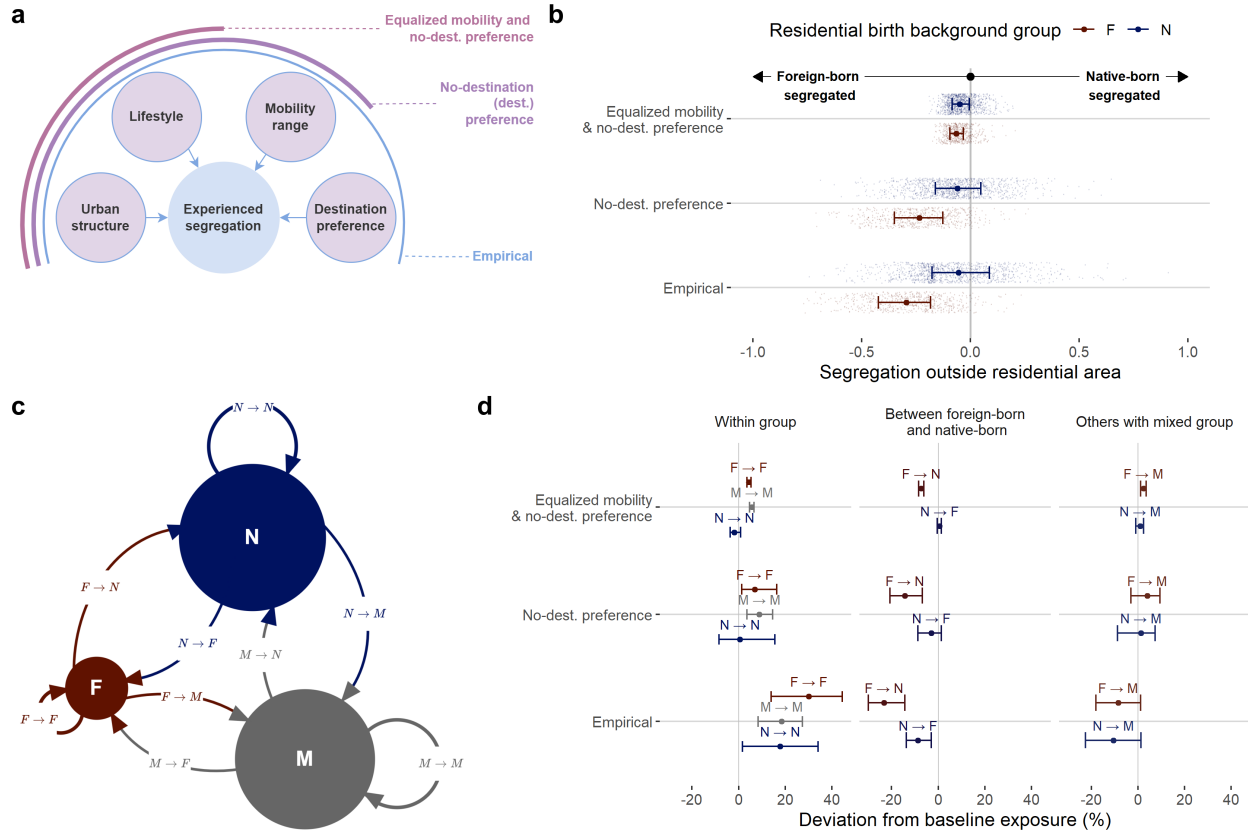 a
Equalized mobility and
no-dest. preference
No-destination
(dest.)
preference
Lifestyle
Mobility
range
Urban
structure
Experienced
segregation
Destination
preference
Empirical
b
Residential birth background group F N
Foreign-born
segregated
Native-born
segregated
Equalized mobility
& no-dest. preference
No-dest. preference
Empirical
-1.0 -0.5 0.0 0.5 1.0
Segregation outside residential area
c
N → N
N
F → N
N → M
N → F
M → N
F
F → M
F → F
M → F
M
M → M
d
Within group
Between foreign-born
and native-born
Others with mixed group
Equalized mobility
& no-dest. preference
F → F
M → M
N → N
F → N
N → F
F → M
N → M
No-dest. preference
F → F
M → M
N → N
F → N
N → F
F → M
N → M
Empirical
F → F
M → M
N → N
F → N
N → F
F → M
N → M
-20 0 20 40 -20 0 20 40 -20 0 20 40
Deviation from baseline exposure (%)